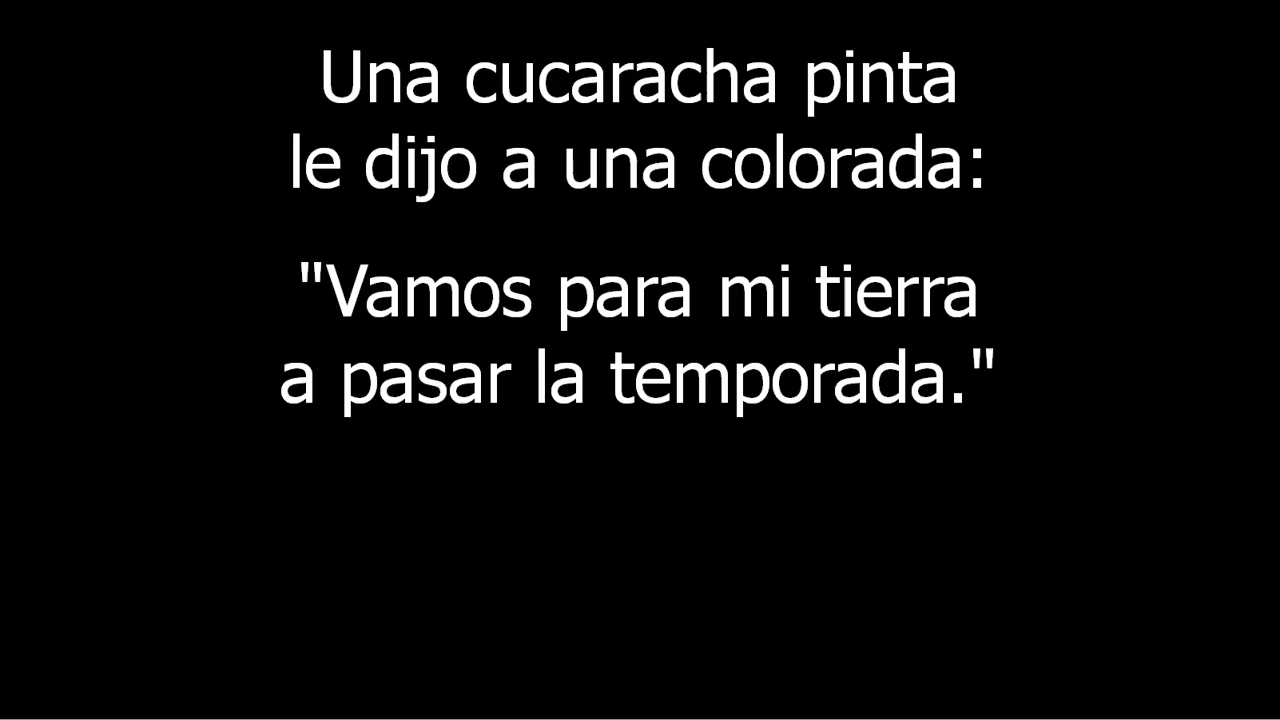 Una cucaracha pinta
le dijo a una colorada:
"Vamos para mi tierra
a pasar la temporada."